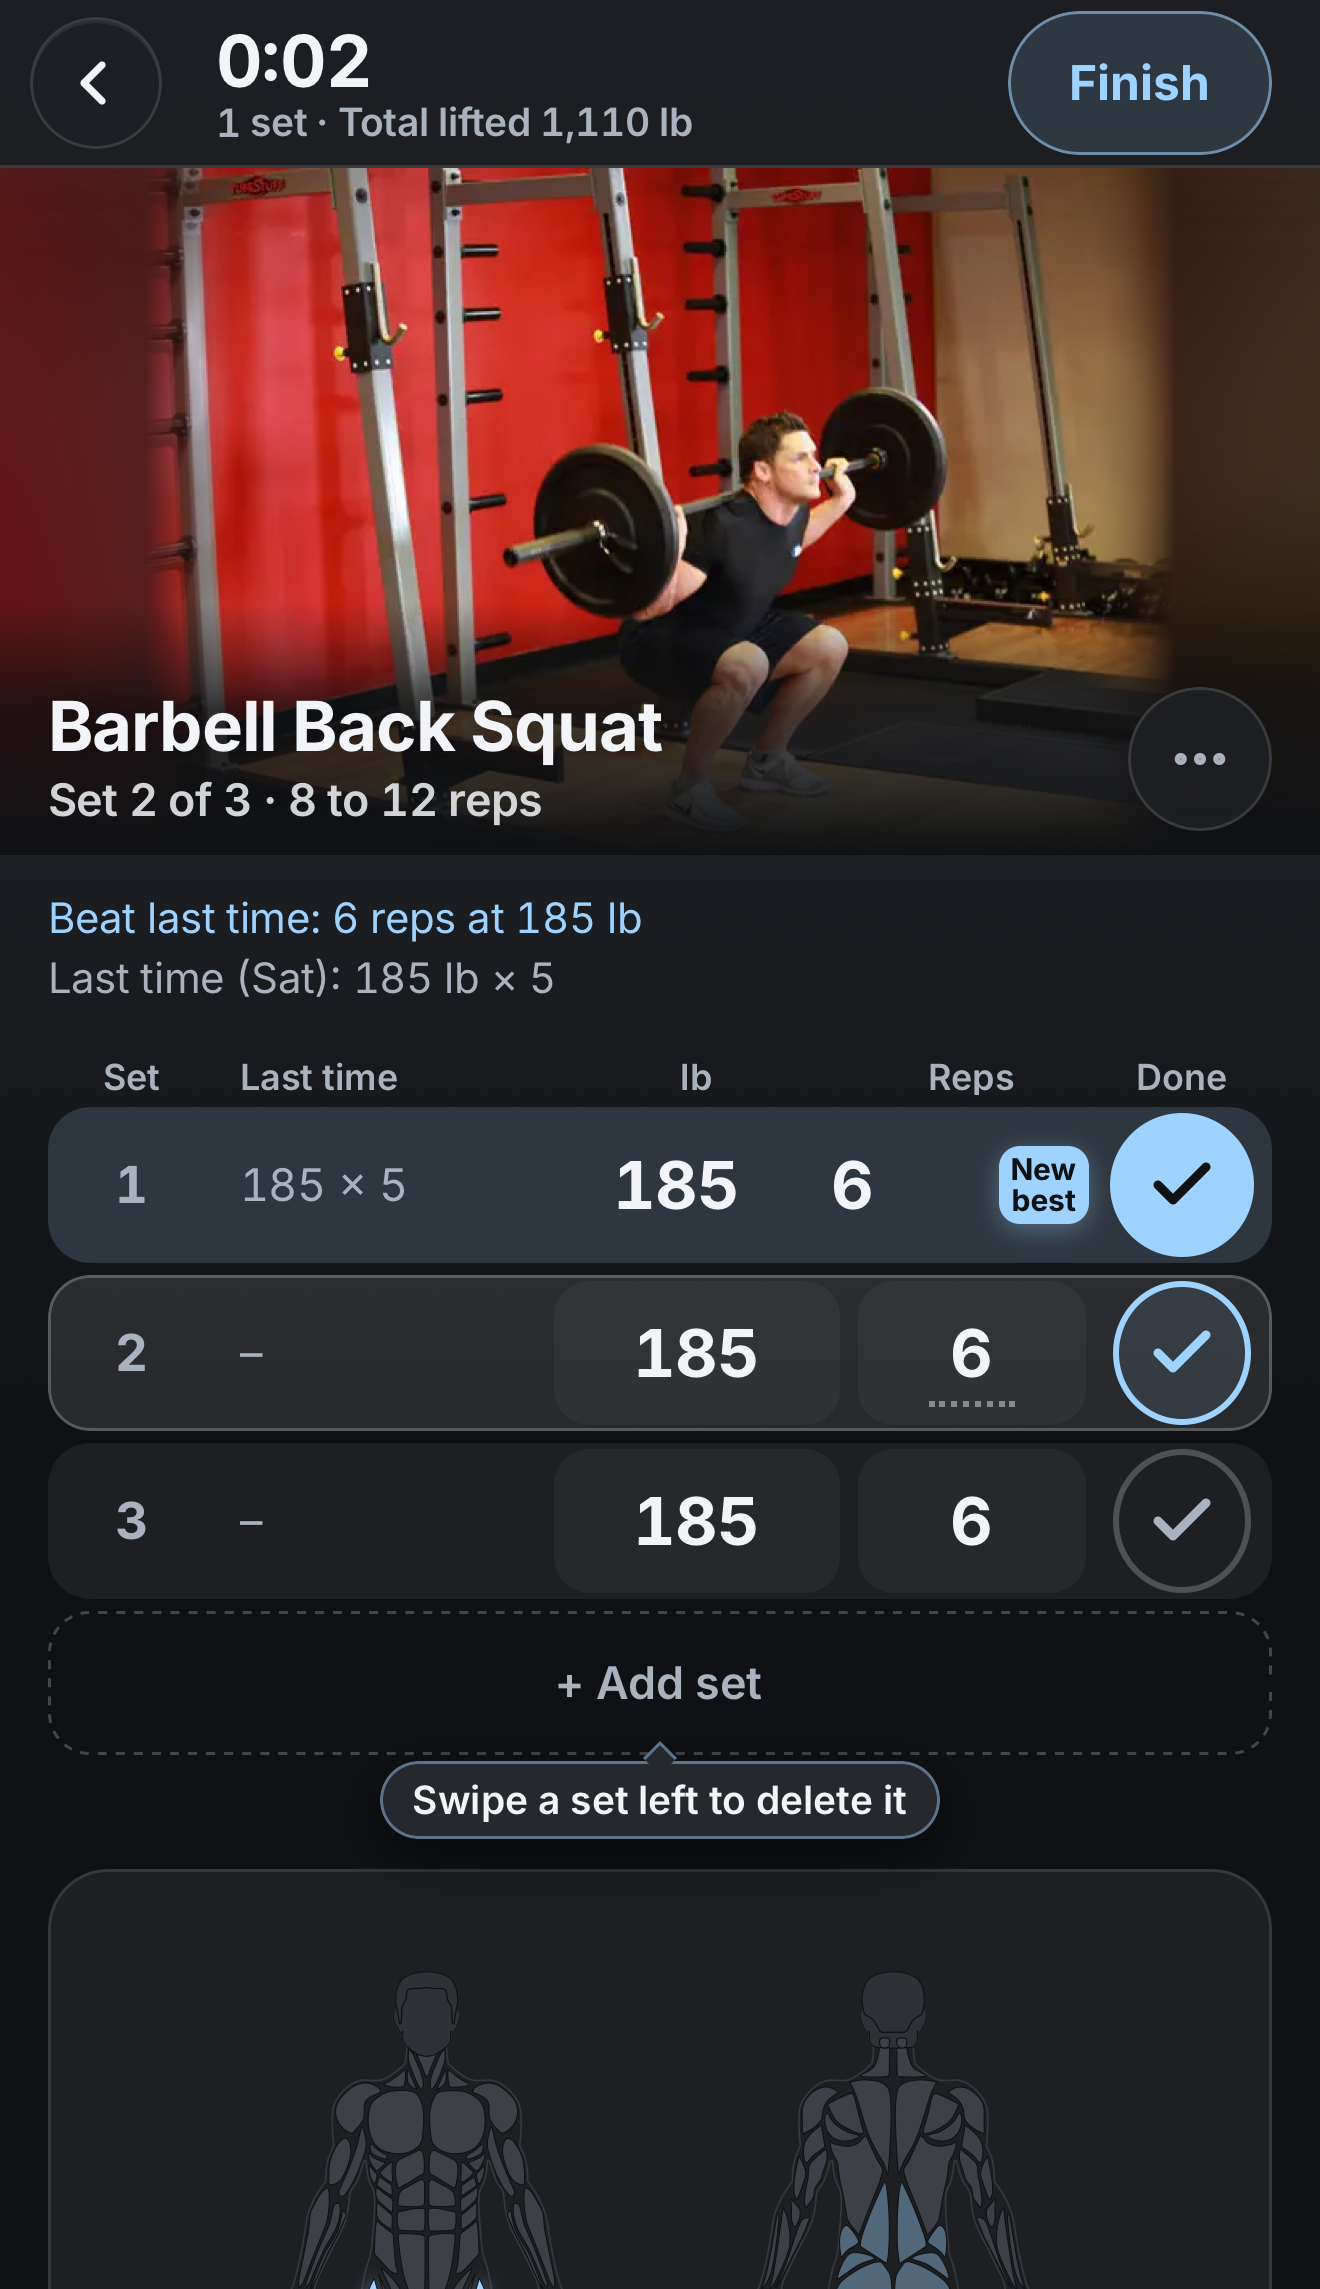 0:02
Finish
1 set · Total lifted 1,110 lb
Barbell Back Squat
Set 2 of 3 · 8 to 12 reps
Beat last time: 6 reps at 185 lb
Last time (Sat): 185 lb × 5
Set Last time lb Reps Done
1 185 × 5 185 6 New best
2 – 185 6
3 – 185 6
+ Add set
Swipe a set left to delete it